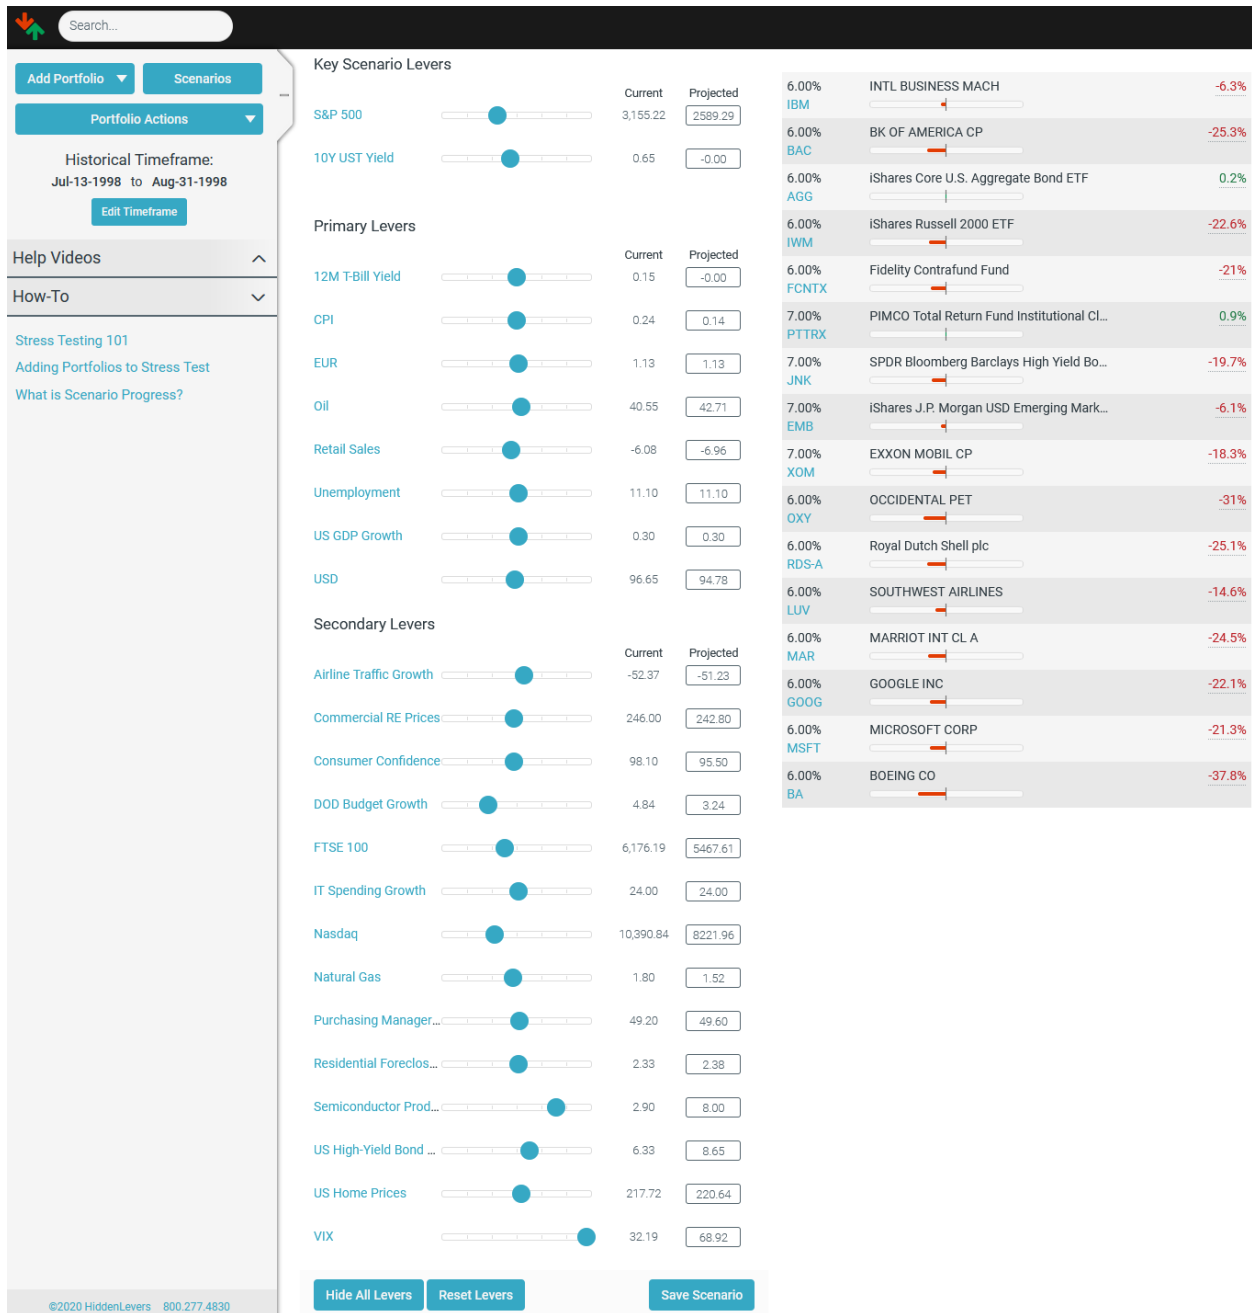 Search...
Add Portfolio
Scenarios
Portfolio Actions
Historical Timeframe:
Jul-13-1998 to Aug-31-1998
Edit Timeframe
Help Videos
How-To
Stress Testing 101
Adding Portfolios to Stress Test
What is Scenario Progress?
©2020 HiddenLevers 800.277.4830
Key Scenario Levers
Current Projected
S&P 500 3,155.22 2589.29
10Y UST Yield 0.65 -0.00
Primary Levers
Current Projected
12M T-Bill Yield 0.15 -0.00
CPI 0.24 0.14
EUR 1.13 1.13
Oil 40.55 42.71
Retail Sales -6.08 -6.96
Unemployment 11.10 11.10
US GDP Growth 0.30 0.30
USD 96.65 94.78
Secondary Levers
Current Projected
Airline Traffic Growth -52.37 -51.23
Commercial RE Prices 246.00 242.80
Consumer Confidence 98.10 95.50
DOD Budget Growth 4.84 3.24
FTSE 100 6,176.19 5467.61
IT Spending Growth 24.00 24.00
Nasdaq 10,390.84 8221.96
Natural Gas 1.80 1.52
Purchasing Manager... 49.20 49.60
Residential Foreclos... 2.33 2.38
Semiconductor Prod... 2.90 8.00
US High-Yield Bond ... 6.33 8.65
US Home Prices 217.72 220.64
VIX 32.19 68.92
Hide All Levers Reset Levers Save Scenario
6.00% INTL BUSINESS MACH -6.3%
IBM
6.00% BK OF AMERICA CP -25.3%
BAC
6.00% iShares Core U.S. Aggregate Bond ETF 0.2%
AGG
6.00% iShares Russell 2000 ETF -22.6%
IWM
6.00% Fidelity Contrafund Fund -21%
FCNTX
7.00% PIMCO Total Return Fund Institutional Cl... 0.9%
PTTRX
7.00% SPDR Bloomberg Barclays High Yield Bo... -19.7%
JNK
7.00% iShares J.P. Morgan USD Emerging Mark... -6.1%
EMB
7.00% EXXON MOBIL CP -18.3%
XOM
6.00% OCCIDENTAL PET -31%
OXY
6.00% Royal Dutch Shell plc -25.1%
RDS-A
6.00% SOUTHWEST AIRLINES -14.6%
LUV
6.00% MARRIOT INT CL A -24.5%
MAR
6.00% GOOGLE INC -22.1%
GOOG
6.00% MICROSOFT CORP -21.3%
MSFT
6.00% BOEING CO -37.8%
BA